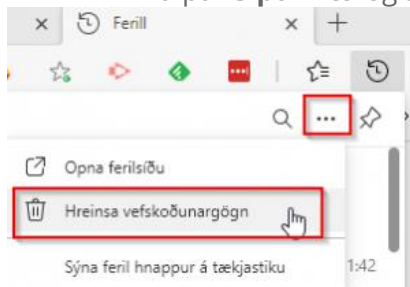 Ferill
Opna ferilsíðu
Hreinsa vefskoðunargögn
Sýna feril hnappur á tækjastiku
1:42